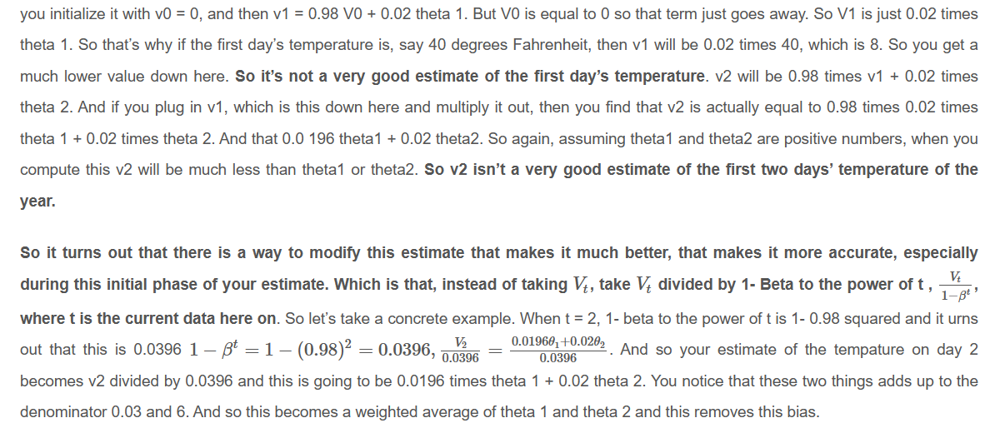 you initialize it with v0 = 0, and then v1 = 0.98 V0 + 0.02 theta 1. But V0 is equal to 0 so that term just goes away. So V1 is just 0.02 times
theta 1. So that's why if the first day's temperature is, say 40 degrees Fahrenheit, then v1 will be 0.02 times 40, which is 8. So you get a
much lower value down here. So it's not a very good estimate of the first day's temperature. v2 will be 0.98 times v1 + 0.02 times
theta 2. And if you plug in v1, which is this down here and multiply it out, then you find that v2 is actually equal to 0.98 times 0.02 times
theta 1 + 0.02 times theta 2. And that 0.0 196 theta1 + 0.02 theta2. So again, assuming theta1 and theta2 are positive numbers, when you
compute this v2 will be much less than theta1 or theta2. So v2 isn't a very good estimate of the first two days' temperature of the
year.
So it turns out that there is a way to modify this estimate that makes it much better, that makes it more accurate, especially
during this initial phase of your estimate. Which is that, instead of taking V_t, take V_t divided by 1- Beta to the power of t , \frac{V_t}{1-β^t},
where t is the current data here on. So let's take a concrete example. When t = 2, 1- beta to the power of t is 1- 0.98 squared and it urns
out that this is 0.0396 1 − β^t = 1 − (0.98)^2 = 0.0396, \frac{V_2}{0.0396} = \frac{0.0196θ_1+0.02θ_2}{0.0396}. And so your estimate of the tempature on day 2
becomes v2 divided by 0.0396 and this is going to be 0.0196 times theta 1 + 0.02 theta 2. You notice that these two things adds up to the
denominator 0.03 and 6. And so this becomes a weighted average of theta 1 and theta 2 and this removes this bias.